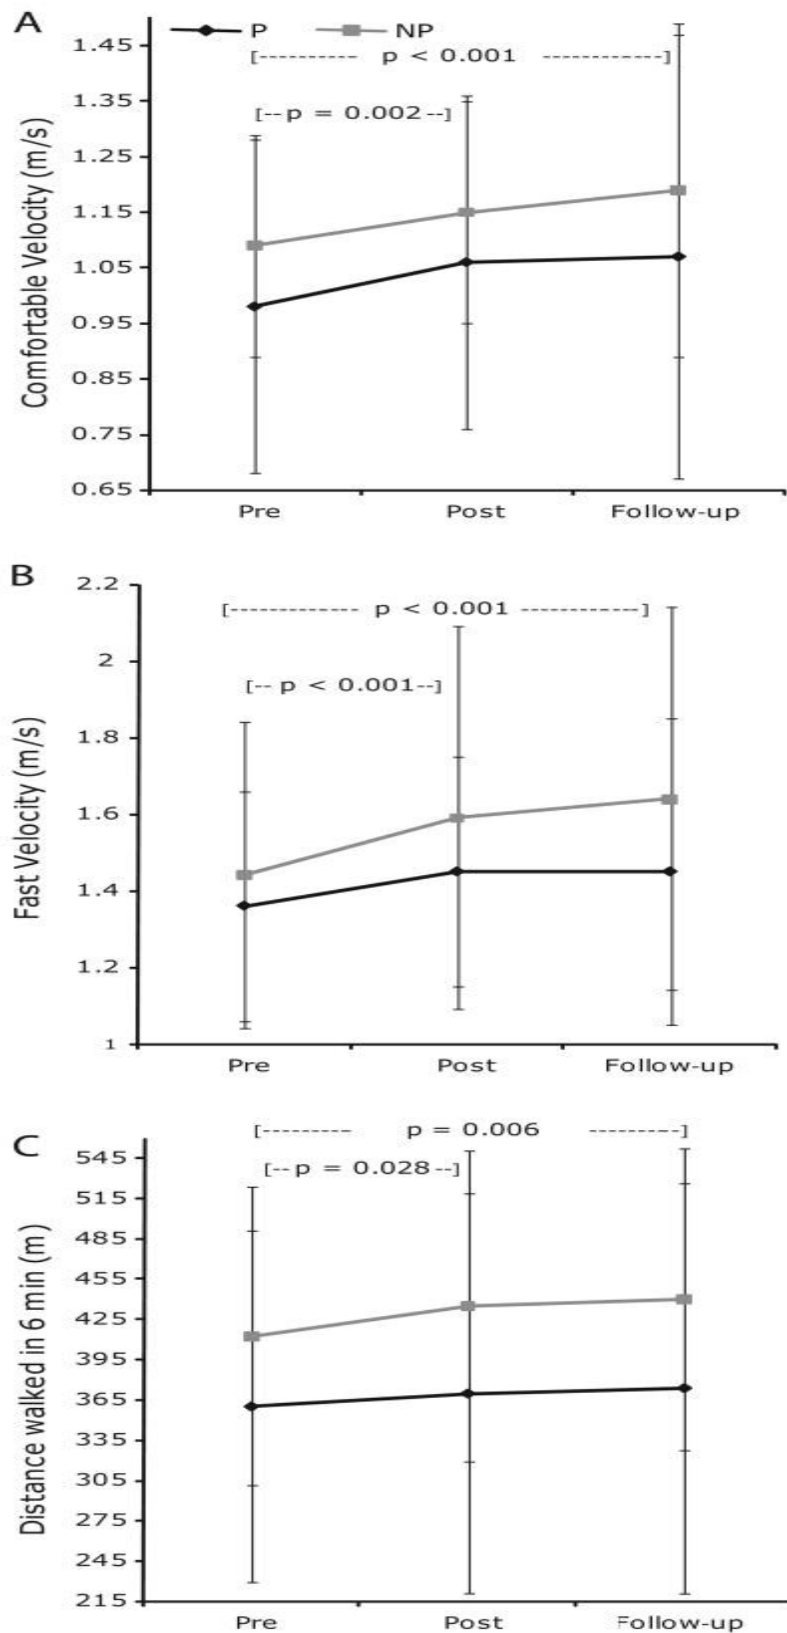 A
P NP
1.45
[---------- p < 0.001 ----------]
1.35
[--p = 0.002--]
1.25
1.15
1.05
0.95
0.85
0.75
0.65
Comfortable Velocity (m/s)
Pre Post Follow-up
B
2.2
[------------- p < 0.001 ------------]
2
[-- p < 0.001--]
1.8
1.6
1.4
1.2
1
Fast Velocity (m/s)
Pre Post Follow-up
C
[--------- p = 0.006 ---------]
545
[--p = 0.028--]
515
485
455
425
395
365
335
305
275
245
215
Distance walked in 6 min (m)
Pre Post Follow-up